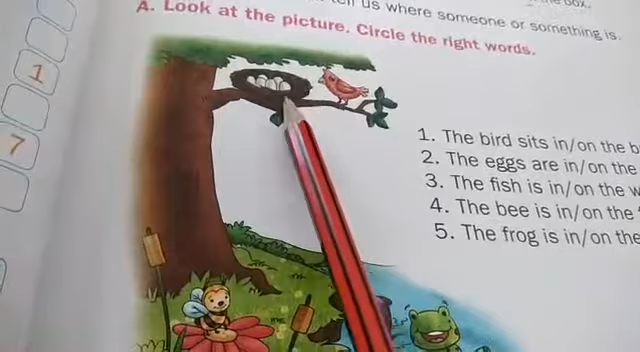 us where someone or something is.
A. Look at the picture. Circle the right words.
1
7
1. The bird sits in/on the
2. The eggs are in/on the
3. The fish is in/on the
4. The bee is in/on the
5. The frog is in/on the